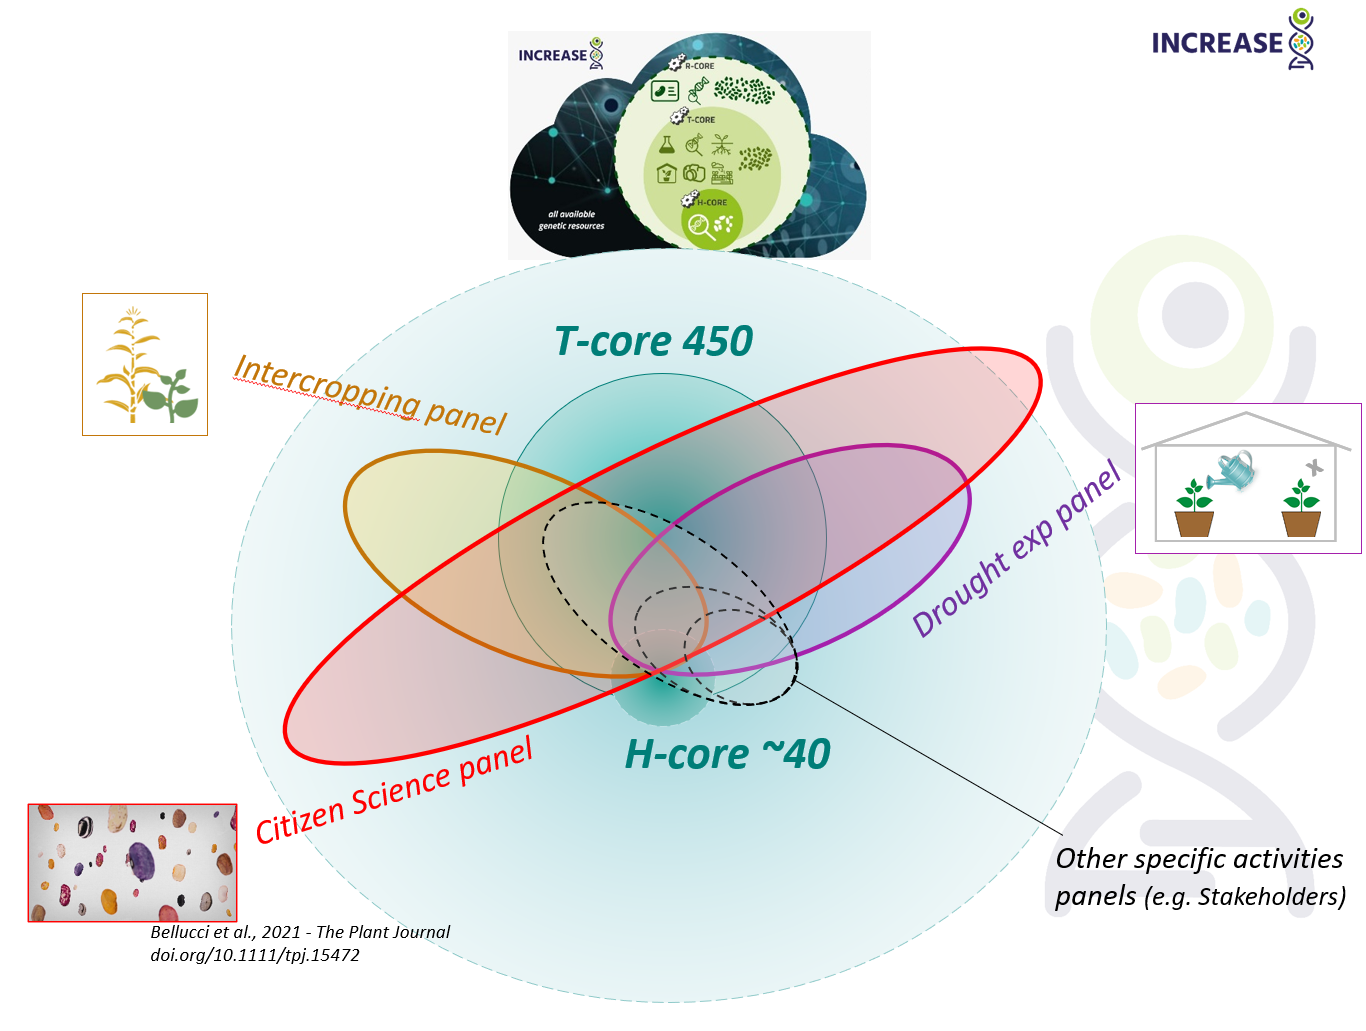 INCREASE
INCREASE
R-CORE
T-CORE
H-CORE
all available
genetic resources
T-core 450
Intercropping panel
Drought exp panel
H-core ~40
Citizen Science panel
Other specific activities
panels (e.g. Stakeholders)
Bellucci et al., 2021 - The Plant Journal
doi.org/10.1111/tpj.15472